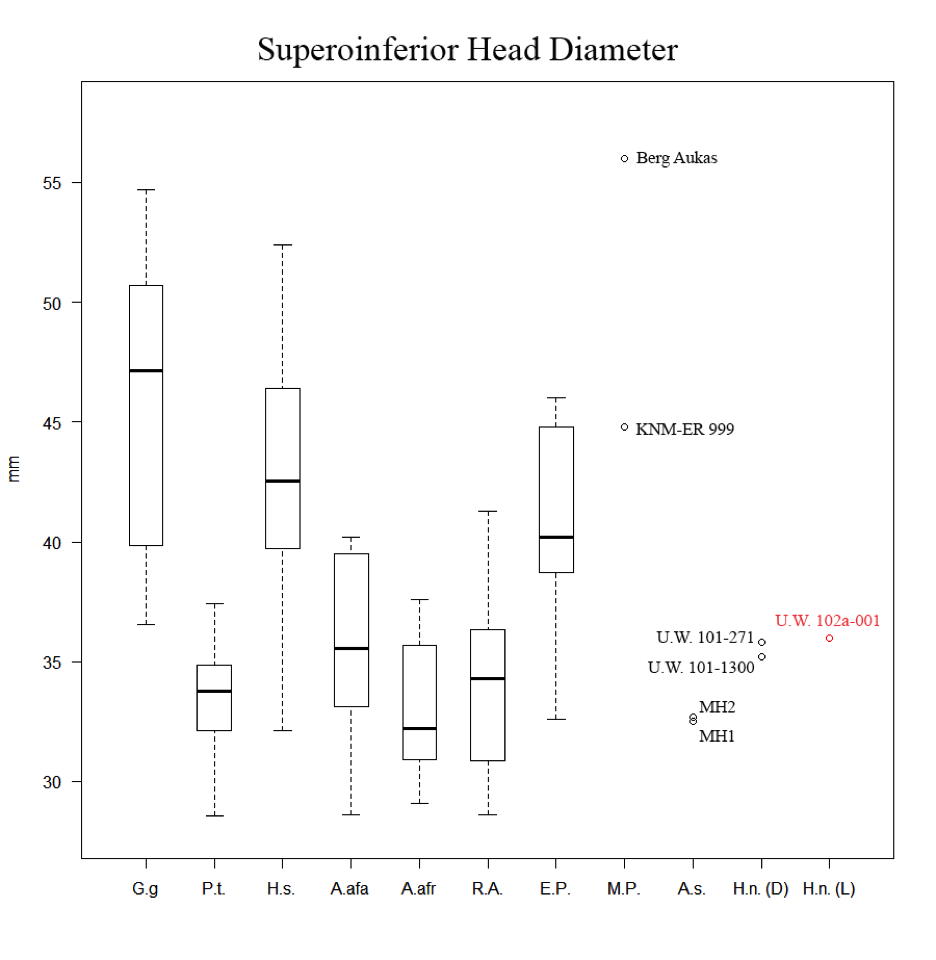 Superoinferior Head Diameter
Berg Aukas
55
50
45
KNM-ER 999
mm
40
U.W. 102a-001
U.W. 101-271
35
U.W. 101-1300
MH2
MH1
30
G.g P.t. H.s. A.afa A.afr R.A. E.P. M.P. A.s. H.n. (D) H.n. (L)